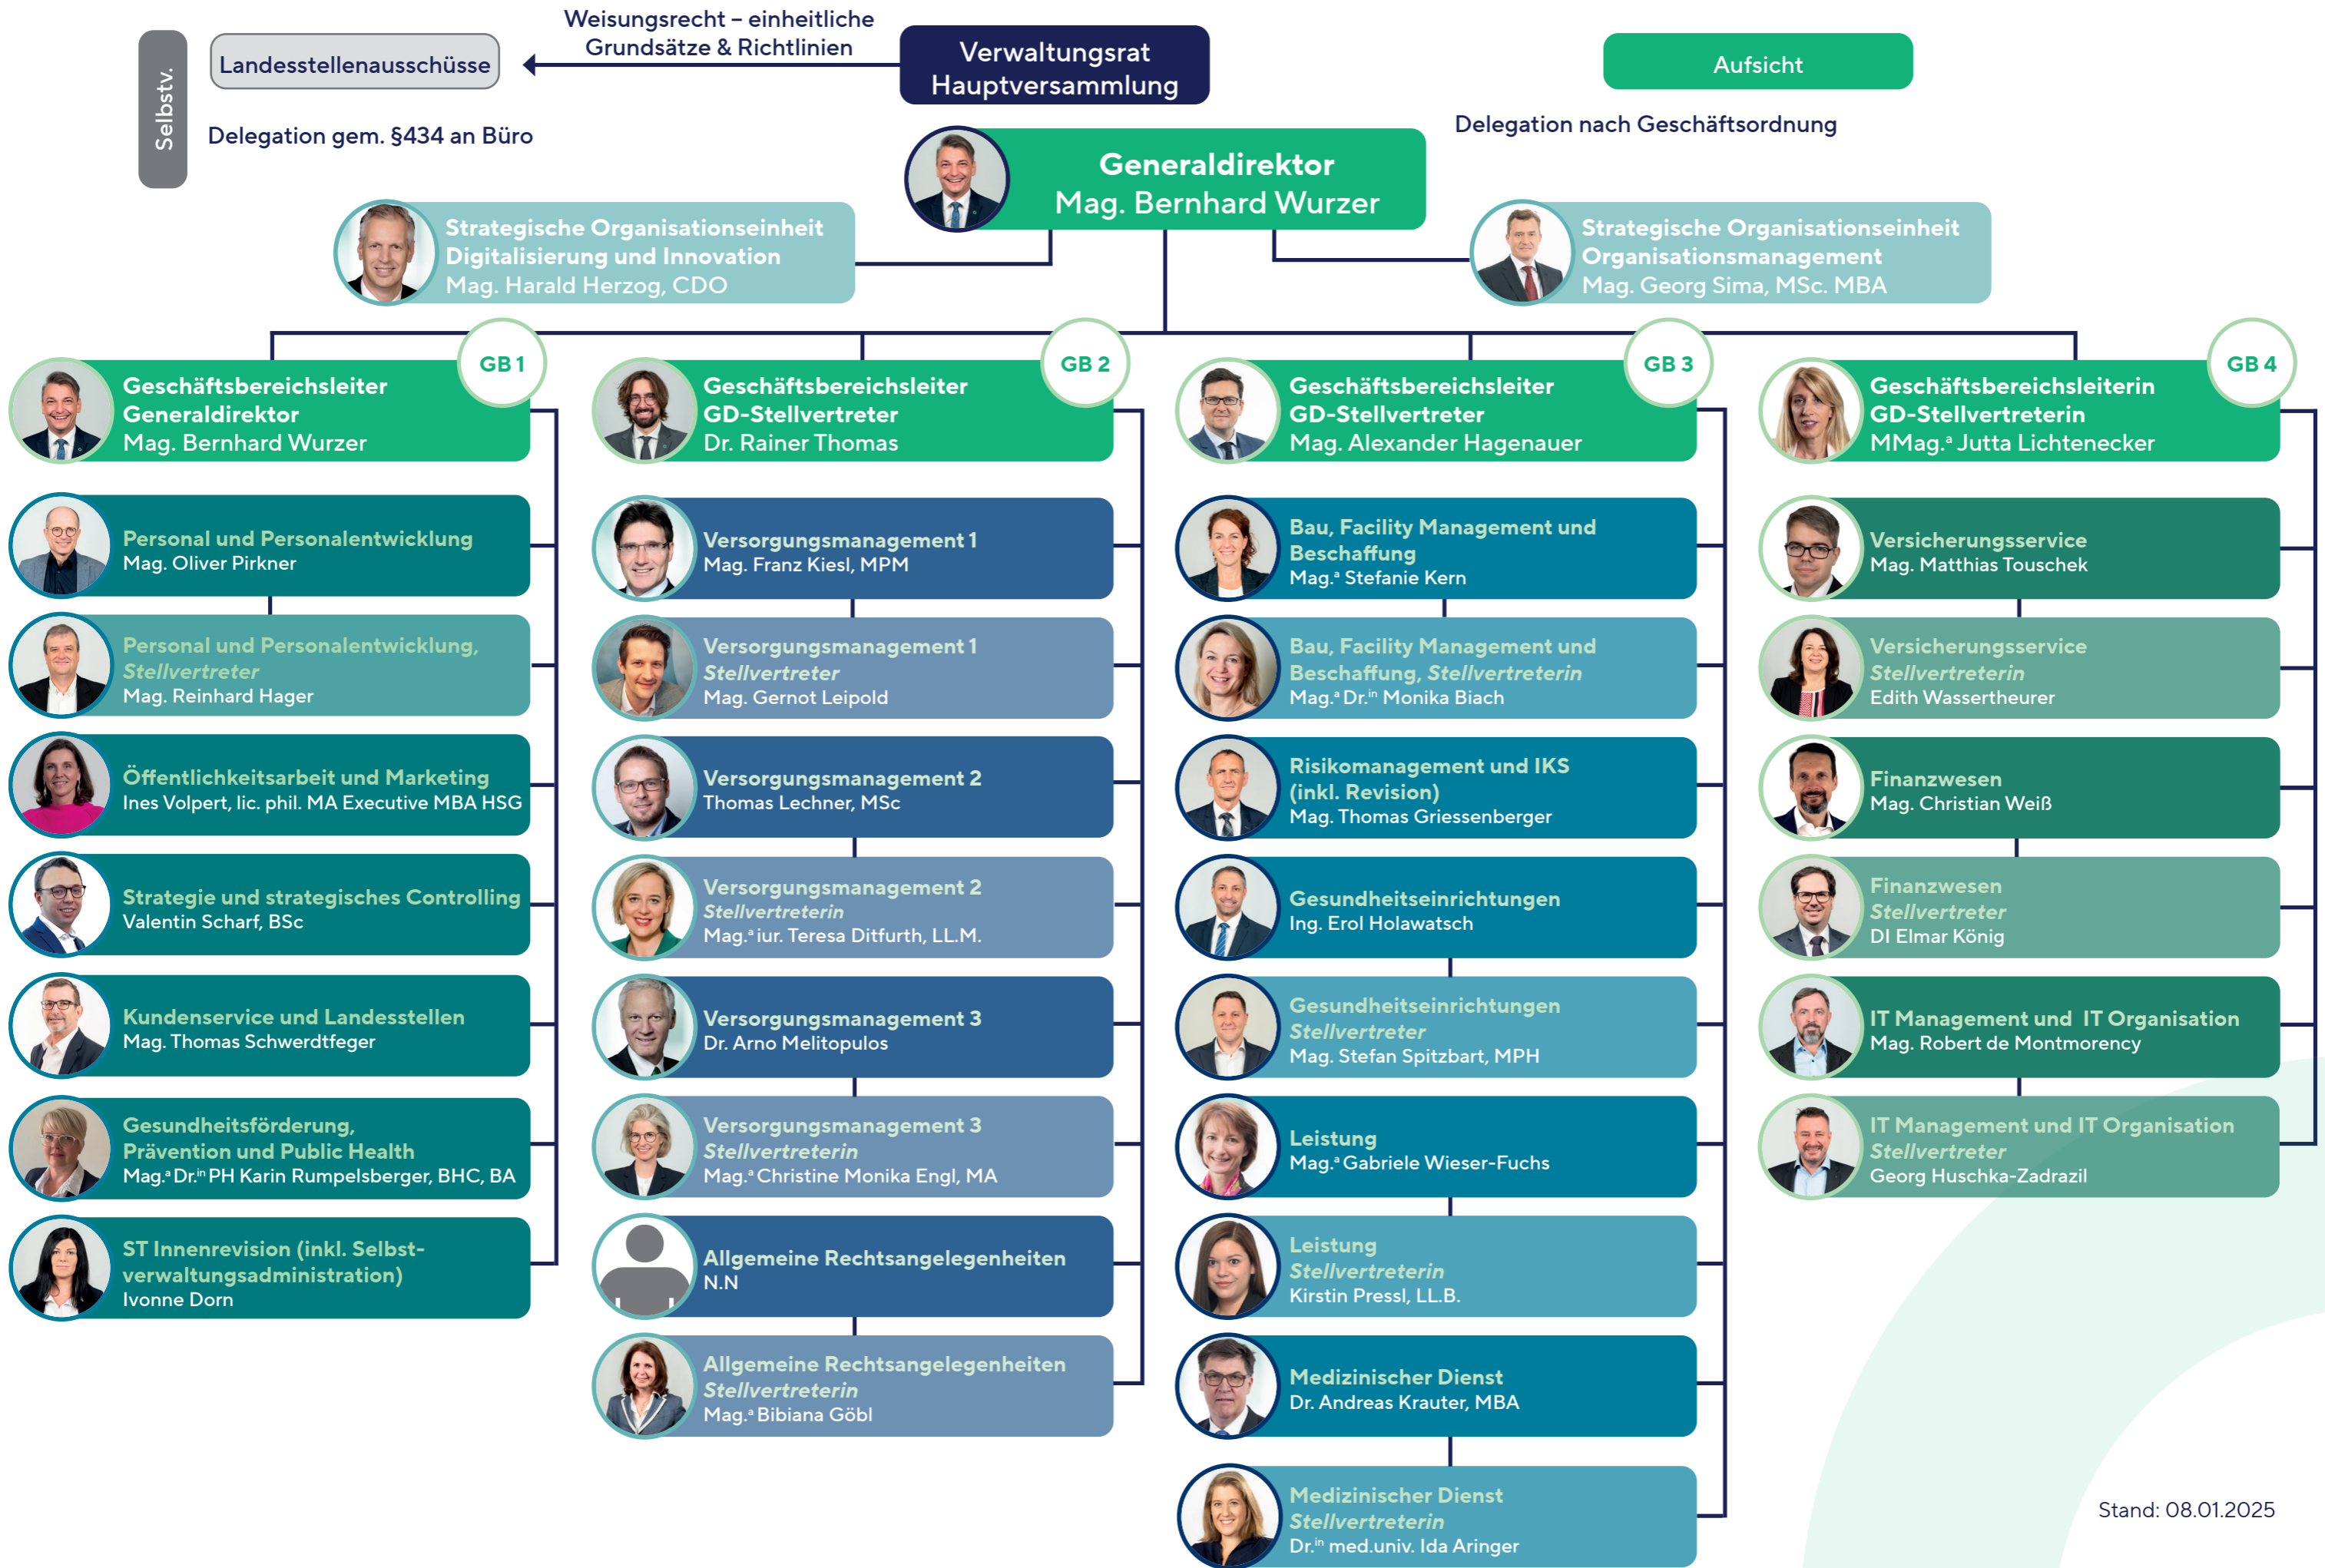 Selbstv.
Landesstellenausschüsse
Weisungsrecht – einheitliche
Grundsätze & Richtlinien
Verwaltungsrat
Hauptversammlung
Aufsicht
Delegation gem. §434 an Büro
Delegation nach Geschäftsordnung
Generaldirektor
Mag. Bernhard Wurzer
Strategische Organisationseinheit
Digitalisierung und Innovation
Mag. Harald Herzog, CDO
Strategische Organisationseinheit
Organisationsmanagement
Mag. Georg Sima, MSc. MBA
GB 1
Geschäftsbereichsleiter
Generaldirektor
Mag. Bernhard Wurzer
Personal und Personalentwicklung
Mag. Oliver Pirkner
Personal und Personalentwicklung,
Stellvertreter
Mag. Reinhard Hager
Öffentlichkeitsarbeit und Marketing
Ines Volpert, lic. phil. MA Executive MBA HSG
Strategie und strategisches Controlling
Valentin Scharf, BSc
Kundenservice und Landesstellen
Mag. Thomas Schwerdtfeger
Gesundheitsförderung,
Prävention und Public Health
Mag.ᵃ Dr.ⁱⁿ PH Karin Rumpelsberger, BHC, BA
ST Innenrevision (inkl. Selbst-
verwaltungsadministration)
Ivonne Dorn
GB 2
Geschäftsbereichsleiter
GD-Stellvertreter
Dr. Rainer Thomas
Versorgungsmanagement 1
Mag. Franz Kiesl, MPM
Versorgungsmanagement 1
Stellvertreter
Mag. Gernot Leipold
Versorgungsmanagement 2
Thomas Lechner, MSc
Versorgungsmanagement 2
Stellvertreterin
Mag.ᵃ iur. Teresa Ditfurth, LL.M.
Versorgungsmanagement 3
Dr. Arno Melitopulos
Versorgungsmanagement 3
Stellvertreterin
Mag.ᵃ Christine Monika Engl, MA
Allgemeine Rechtsangelegenheiten
N.N
Allgemeine Rechtsangelegenheiten
Stellvertreterin
Mag.ᵃ Bibiana Göbl
GB 3
Geschäftsbereichsleiter
GD-Stellvertreter
Mag. Alexander Hagenauer
Bau, Facility Management und
Beschaffung
Mag.ᵃ Stefanie Kern
Bau, Facility Management und
Beschaffung, Stellvertreterin
Mag.ᵃ Dr.ⁱⁿ Monika Biach
Risikomanagement und IKS
(inkl. Revision)
Mag. Thomas Griessenberger
Gesundheitseinrichtungen
Ing. Erol Holawatsch
Gesundheitseinrichtungen
Stellvertreter
Mag. Stefan Spitzbart, MPH
Leistung
Mag.ᵃ Gabriele Wieser-Fuchs
Leistung
Stellvertreterin
Kirstin Pressl, LL.B.
Medizinischer Dienst
Dr. Andreas Krauter, MBA
Medizinischer Dienst
Stellvertreterin
Dr.ⁱⁿ med.univ. Ida Aringer
GB 4
Geschäftsbereichsleiterin
GD-Stellvertreterin
MMag.ᵃ Jutta Lichtenecker
Versicherungsservice
Mag. Matthias Touschek
Versicherungsservice
Stellvertreterin
Edith Wassertheurer
Finanzwesen
Mag. Christian Weiß
Finanzwesen
Stellvertreter
DI Elmar König
IT Management und IT Organisation
Mag. Robert de Montmorency
IT Management und IT Organisation
Stellvertreter
Georg Huschka-Zadrazil
Stand: 08.01.2025